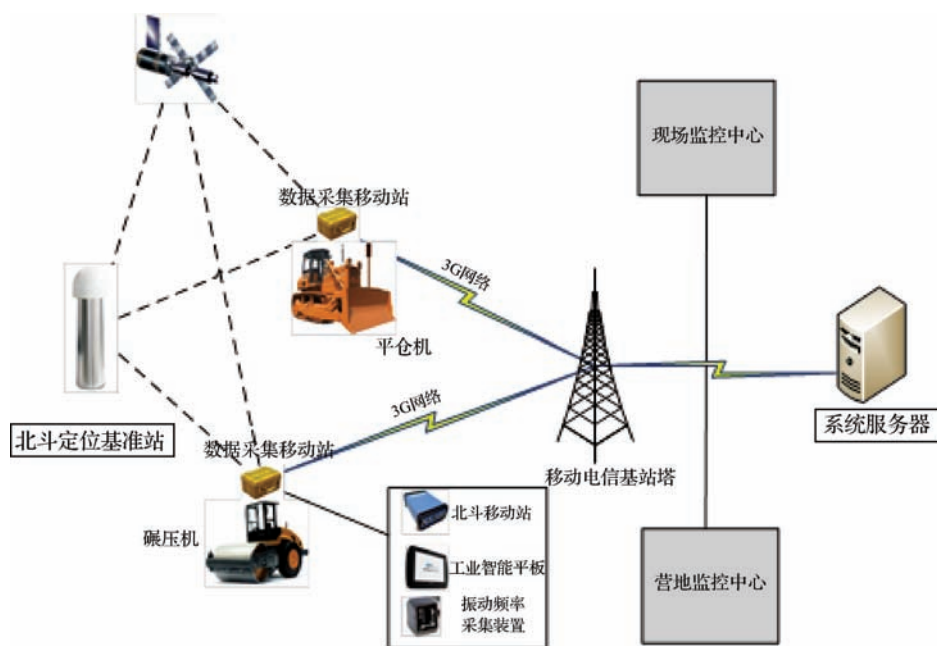 现场监控中心
数据采集移动站
3G网络
平仓机
北斗定位基准站
3G网络
系统服务器
数据采集移动站
移动电信基站塔
碾压机
北斗移动站
工业智能平板
振动频率
采集装置
营地监控中心